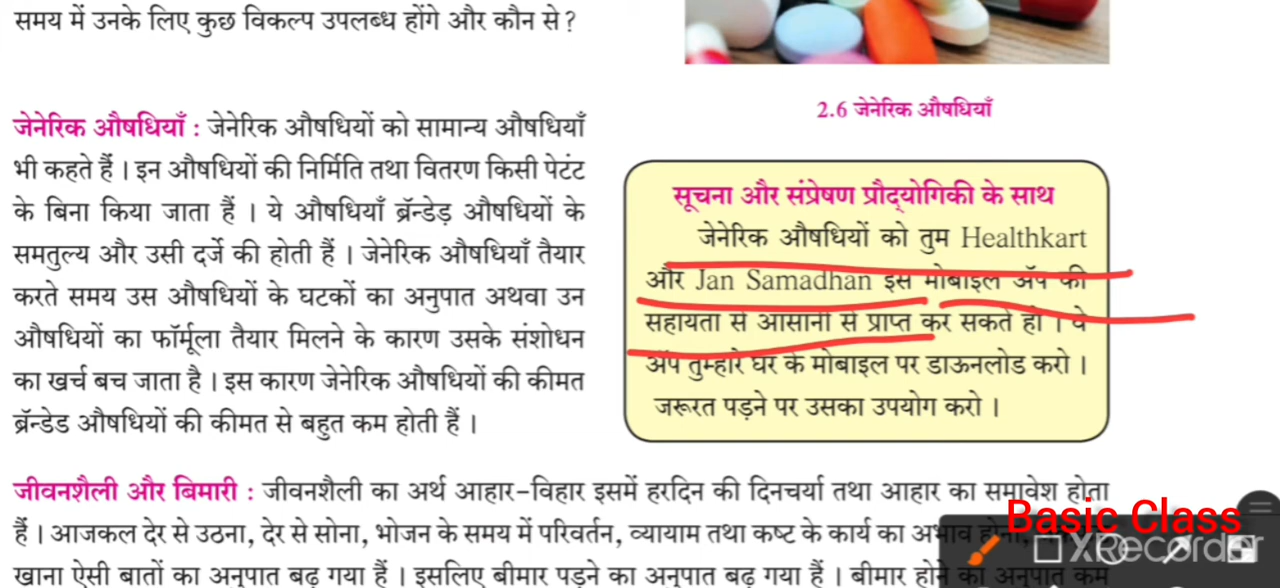 समय में उनके लिए कुछ विकल्प उपलब्ध होंगे और कौन से ?
जेनेरिक औषधियाँ : जेनेरिक औषधियों को सामान्य औषधियाँ
भी कहते हैं । इन औषधियों की निर्मिति तथा वितरण किसी पेटंट
के बिना किया जाता हैं । ये औषधियाँ ब्रॅन्डेड़ औषधियों के
समतुल्य और उसी दर्जे की होती हैं । जेनेरिक औषधियाँ तैयार
करते समय उस औषधियों के घटकों का अनुपात अथवा उन
औषधियों का फॉर्मूला तैयार मिलने के कारण उसके संशोधन
का खर्च बच जाता है । इस कारण जेनेरिक औषधियों की कीमत
ब्रॅन्डेड औषधियों की कीमत से बहुत कम होती हैं ।
2.6 जेनेरिक औषधियाँ
सूचना और संप्रेषण प्रौद्योगिकी के साथ
जेनेरिक औषधियों को तुम Healthkart
और Jan Samadhan इस मोबाइल ॲप की
सहायता से आसानी से प्राप्त कर सकते हो । वे
ॲप तुम्हारे घर के मोबाइल पर डाऊनलोड करो ।
जरूरत पड़ने पर उसका उपयोग करो ।
जीवनशैली और बिमारी : जीवनशैली का अर्थ आहार-विहार इसमें हरदिन की दिनचर्या तथा आहार का समावेश होता
हैं । आजकल देर से उठना, देर से सोना, भोजन के समय में परिवर्तन, व्यायाम तथा कष्ट के कार्य का अभाव होना,
खाना ऐसी बातों का अनुपात बढ़ गया हैं । इसलिए बीमार पड़ने का अनुपात बढ़ गया हैं । बीमार होने का अनुपात कम
Basic Class
XRecorder